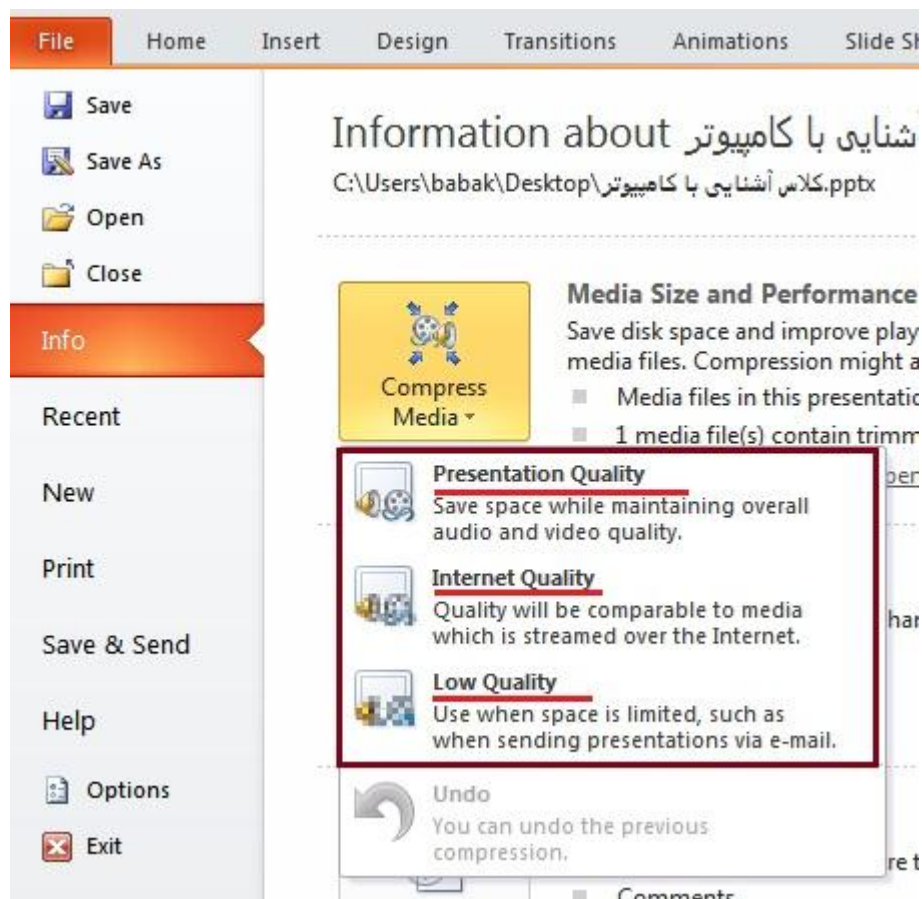 File Home Insert Design Transitions Animations Slide
Save
Save As
Open
Close
Info
Recent
New
Print
Save & Send
Help
Options
Exit
Information about آشنایی با کامپیوتر
C:\Users\babak\Desktop\کلاس آشنایی با کامپیوتر.pptx
Compress
Media
Media Size and Performance
Save disk space and improve play
media files. Compression might
Media files in this
1 media file(s) contain
Presentation Quality
Save space while maintaining overall
audio and video quality.
Internet Quality
Quality will be comparable to media
which is streamed over the Internet.
Low Quality
Use when space is limited, such as
when sending presentations via e-mail.
Undo
You can undo the previous
compression.
Comments